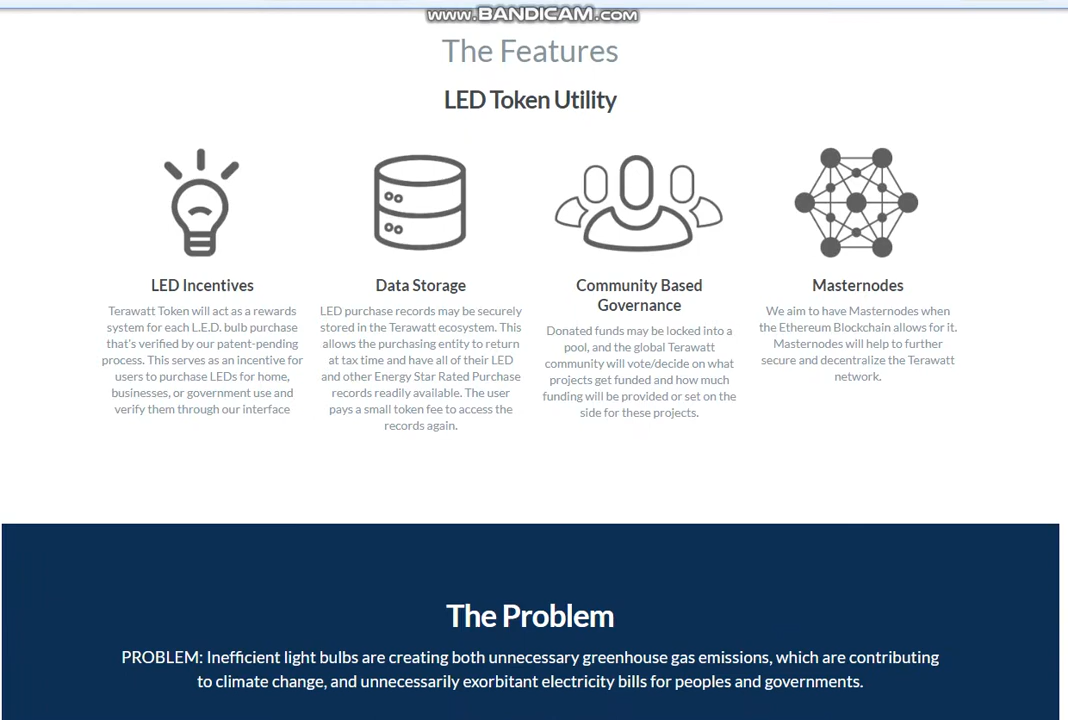 www.BANDICAM.com
The Features
LED Token Utility
LED Incentives
Terawatt Token will act as a rewards
system for each L.E.D. bulb purchase
that's verified by our patent-pending
process. This serves as an incentive for
users to purchase LEDs for home,
businesses, or government use and
verify them through our interface
Data Storage
LED purchase records may be securely
stored in the Terawatt ecosystem. This
allows the purchasing entity to return
at tax time and have all of their LED
and other Energy Star Rated Purchase
records readily available. The user
pays a small token fee to access the
records again.
Community Based
Governance
Donated funds may be locked into a
pool, and the global Terawatt
community will vote/decide on what
projects get funded and how much
funding will be provided or set on the
side for these projects.
Masternodes
We aim to have Masternodes when
the Ethereum Blockchain allows for it.
Masternodes will help to further
secure and decentralize the Terawatt
network.
The Problem
PROBLEM: Inefficient light bulbs are creating both unnecessary greenhouse gas emissions, which are contributing
to climate change, and unnecessarily exorbitant electricity bills for peoples and governments.